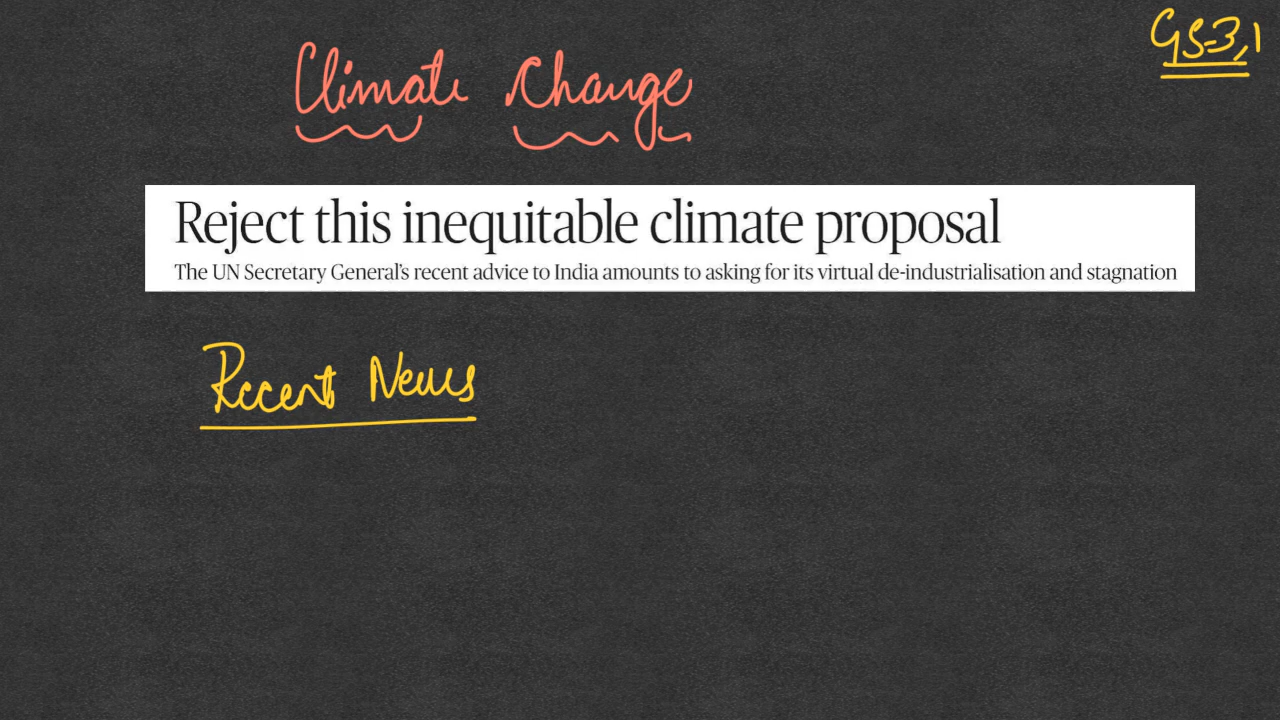 GS-3,1
Climate Change
Reject this inequitable climate proposal
The UN Secretary General's recent advice to India amounts to asking for its virtual de-industrialisation and stagnation
Recent News